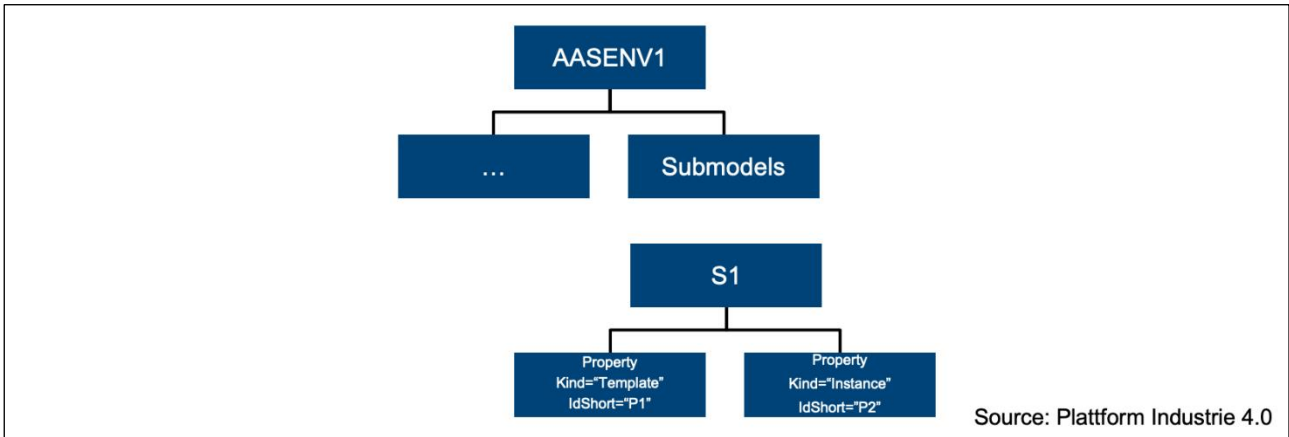 AASENV1
...
Submodels
S1
Property
Kind=“Template”
IdShort=“P1”
Property
Kind=“Instance”
IdShort=“P2”
Source: Plattform Industrie 4.0